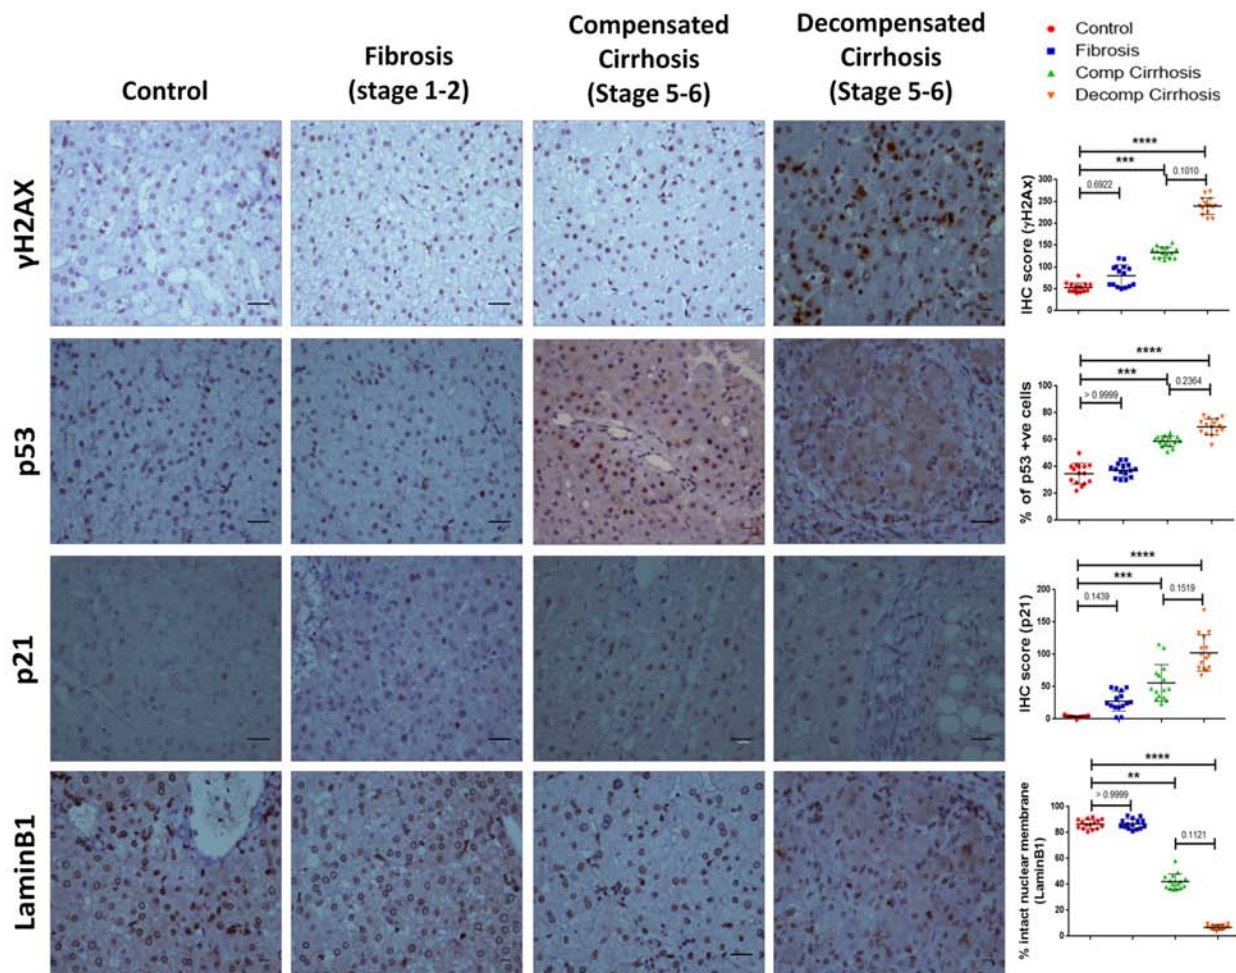 Control
Fibrosis
(stage 1-2)
Compensated
Cirrhosis
(Stage 5-6)
Decompensated
Cirrhosis
(Stage 5-6)
Control
Fibrosis
Comp Cirrhosis
Decomp Cirrhosis
γH2AX
IHC score (γH2Ax)
300
250
200
150
100
50
0
****
***
0.6922
0.1010
p53
% of p53 +ve cells
100
80
60
40
20
0
****
***
> 0.9999
0.2364
p21
IHC score (p21)
200
150
100
50
0
****
***
0.1439
0.1519
LaminB1
% intact nuclear membrane
(LaminB1)
100
80
60
40
20
0
****
**
> 0.9999
0.1121